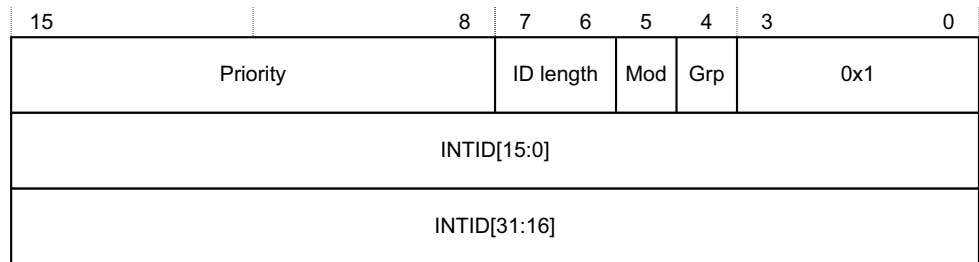 15 8 7 6 5 4 3 0
Priority ID length Mod Grp 0x1
INTID[15:0]
INTID[31:16]